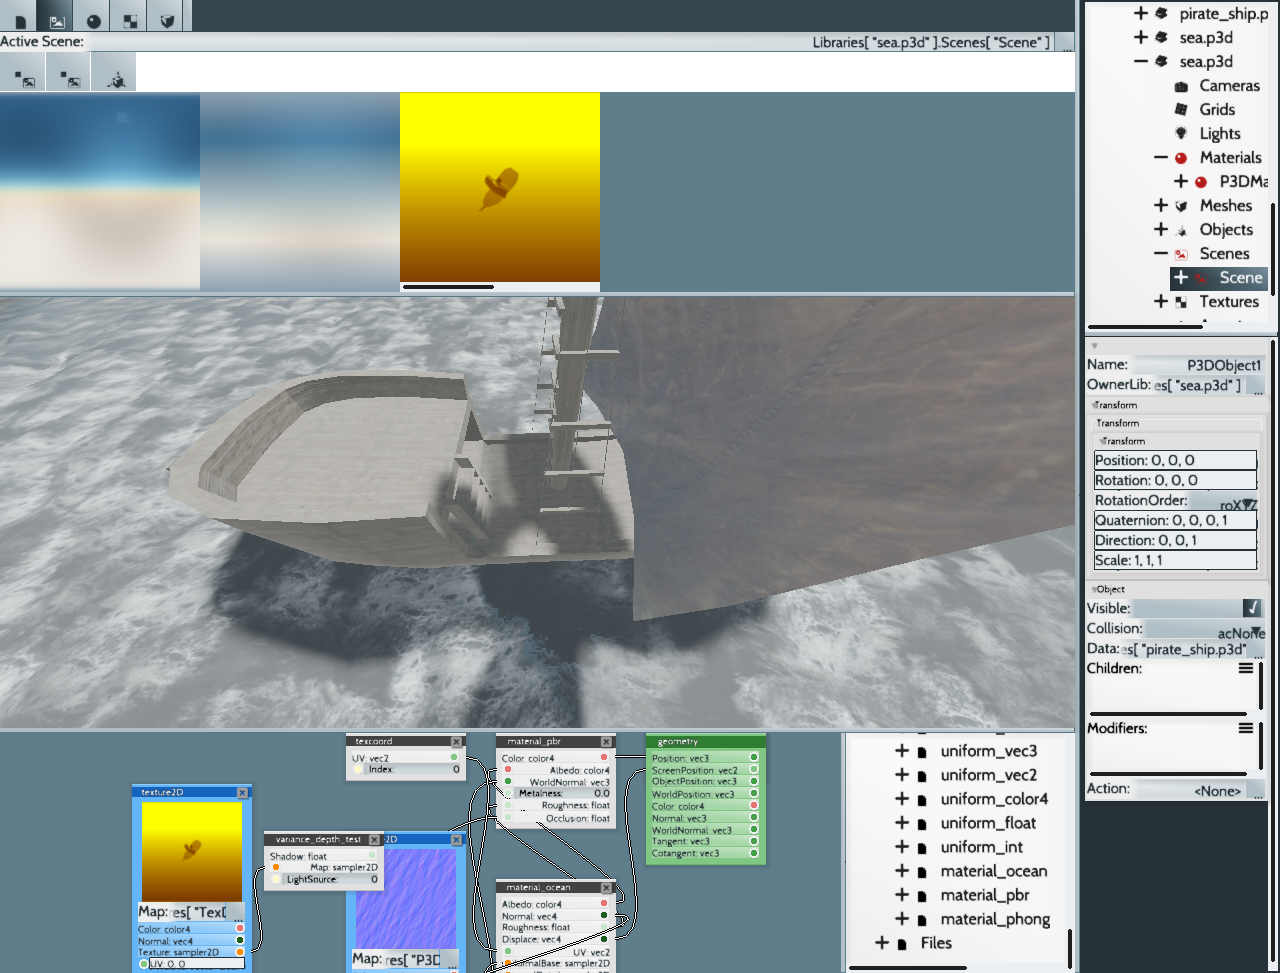 Active Scene:
Libraries[ "sea.p3d" ].Scenes[ "Scene" ]
...
pirate_ship.p
sea.p3d
sea.p3d
Cameras
Grids
Lights
Materials
P3DMa
Meshes
Objects
Scenes
Scene
Textures
Name: P3DObject1
OwnerLib: es[ "sea.p3d" ] ...
Transform
Transform
Transform
Position: 0, 0, 0
Rotation: 0, 0, 0
RotationOrder: roXYZ
Quaternion: 0, 0, 0, 1
Direction: 0, 0, 1
Scale: 1, 1, 1
Object
Visible:
Collision: acNone
Data: es[ "pirate_ship.p3d" ...
Children:
Modifiers:
Action: <None> ...
texture2D
Map: res[ "Text
Color: color4
Normal: vec4
Texture: sampler2D
UV: 0, 0
variance_depth_test
Shadow: float
Map: sampler2D
LightSource: 0
texcoord
UV: vec2
Index: 0
2D
Map: res[ "P3D
material_pbr
Color: color4
Albedo: color4
WorldNormal: vec3
Metalness: 0.0
Roughness: float
Occlusion: float
material_ocean
Albedo: color4
Normal: vec4
Roughness: float
Displace: vec4
UV: vec2
ormalBase: sampler2D
geometry
Position: vec3
ScreenPosition: vec2
ObjectPosition: vec3
WorldPosition: vec3
Color: color4
Normal: vec3
WorldNormal: vec3
Tangent: vec3
Cotangent: vec3
uniform_vec3
uniform_vec2
uniform_color4
uniform_float
uniform_int
material_ocean
material_pbr
material_phong
Files